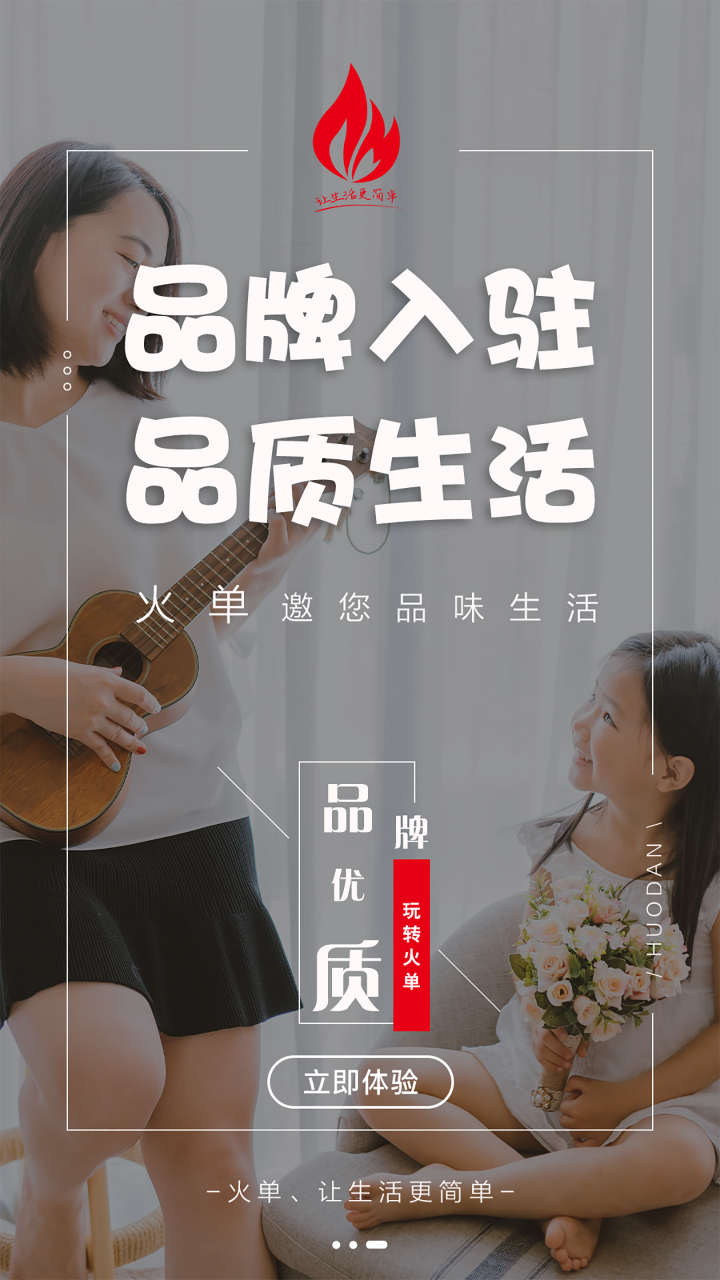 让生活更简单
品牌入驻
品质生活
火单邀您品味生活
品牌
优质
玩转火单
/ HUODAN \
立即体验
–火单、让生活更简单–